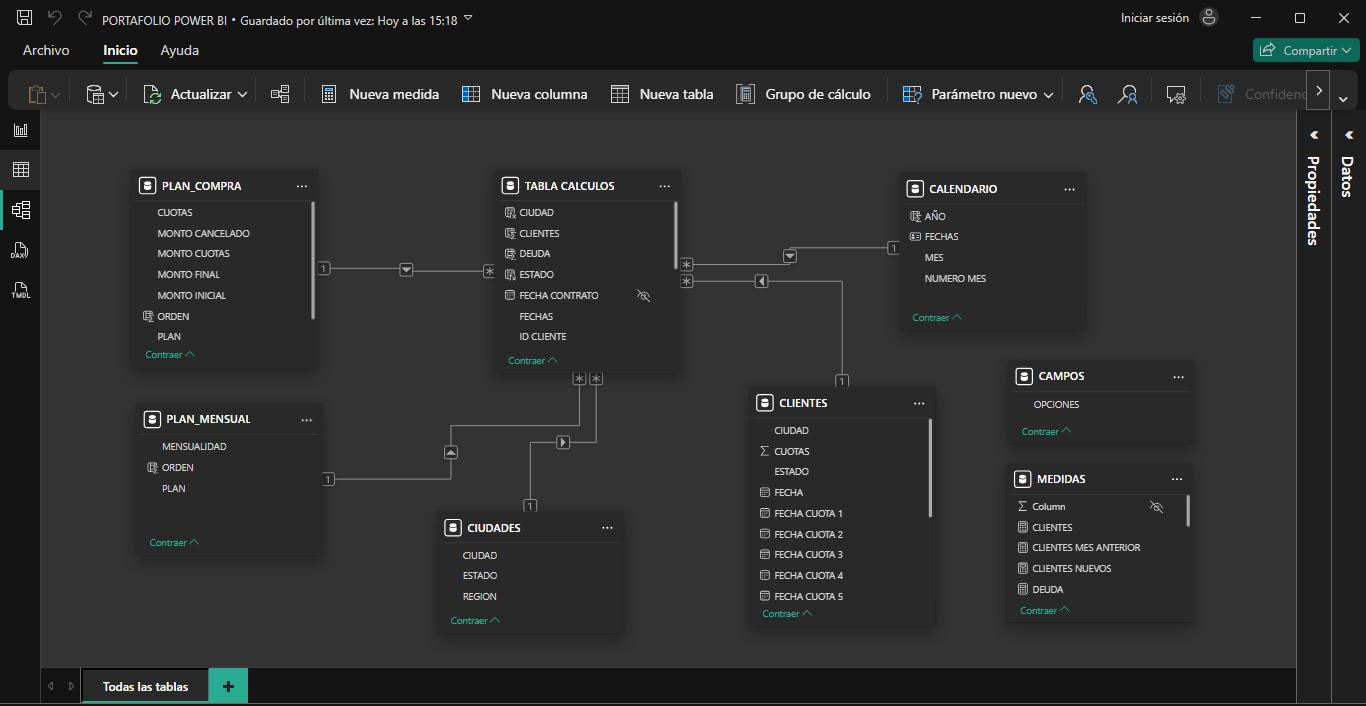 PORTAFOLIO POWER BI • Guardado por última vez: Hoy a las 15:18
Iniciar sesión
Archivo
Inicio
Ayuda
Compartir
Actualizar
Nueva medida
Nueva columna
Nueva tabla
Grupo de cálculo
Parámetro nuevo
Confidenc
DAX
TMDL
PLAN_COMPRA
CUOTAS
MONTO CANCELADO
MONTO CUOTAS
MONTO FINAL
MONTO INICIAL
ORDEN
PLAN
Contraer
1
*
TABLA CALCULOS
CIUDAD
CLIENTES
DEUDA
ESTADO
FECHA CONTRATO
FECHAS
ID CLIENTE
Contraer
*
*
1
CALENDARIO
AÑO
FECHAS
MES
NUMERO MES
Contraer
PLAN_MENSUAL
MENSUALIDAD
ORDEN
PLAN
Contraer
1
*
*
1
CIUDADES
CIUDAD
ESTADO
REGION
Contraer
1
CLIENTES
CIUDAD
CUOTAS
ESTADO
FECHA
FECHA CUOTA 1
FECHA CUOTA 2
FECHA CUOTA 3
FECHA CUOTA 4
FECHA CUOTA 5
Contraer
CAMPOS
OPCIONES
Contraer
MEDIDAS
Column
CLIENTES
CLIENTES MES ANTERIOR
CLIENTES NUEVOS
DEUDA
Contraer
Propiedades
Datos
Todas las tablas
+